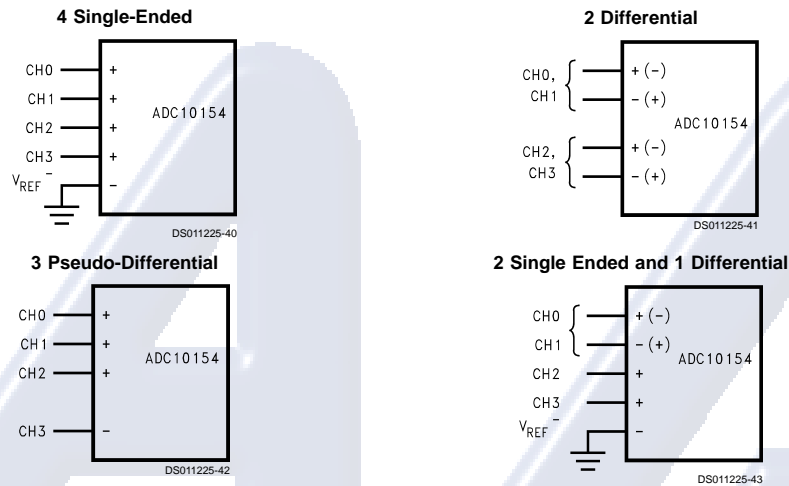 4 Single-Ended
CH0
+
CH1
+
ADC10154
CH2
+
CH3
+
VREF-
-
DS011225-40
2 Differential
CH0,
CH1
+ (-)
- (+)
ADC10154
CH2,
CH3
+ (-)
- (+)
DS011225-41
3 Pseudo-Differential
CH0
+
CH1
+
ADC10154
CH2
+
CH3
-
DS011225-42
2 Single Ended and 1 Differential
CH0
+ (-)
CH1
- (+)
ADC10154
CH2
+
CH3
+
VREF-
-
DS011225-43